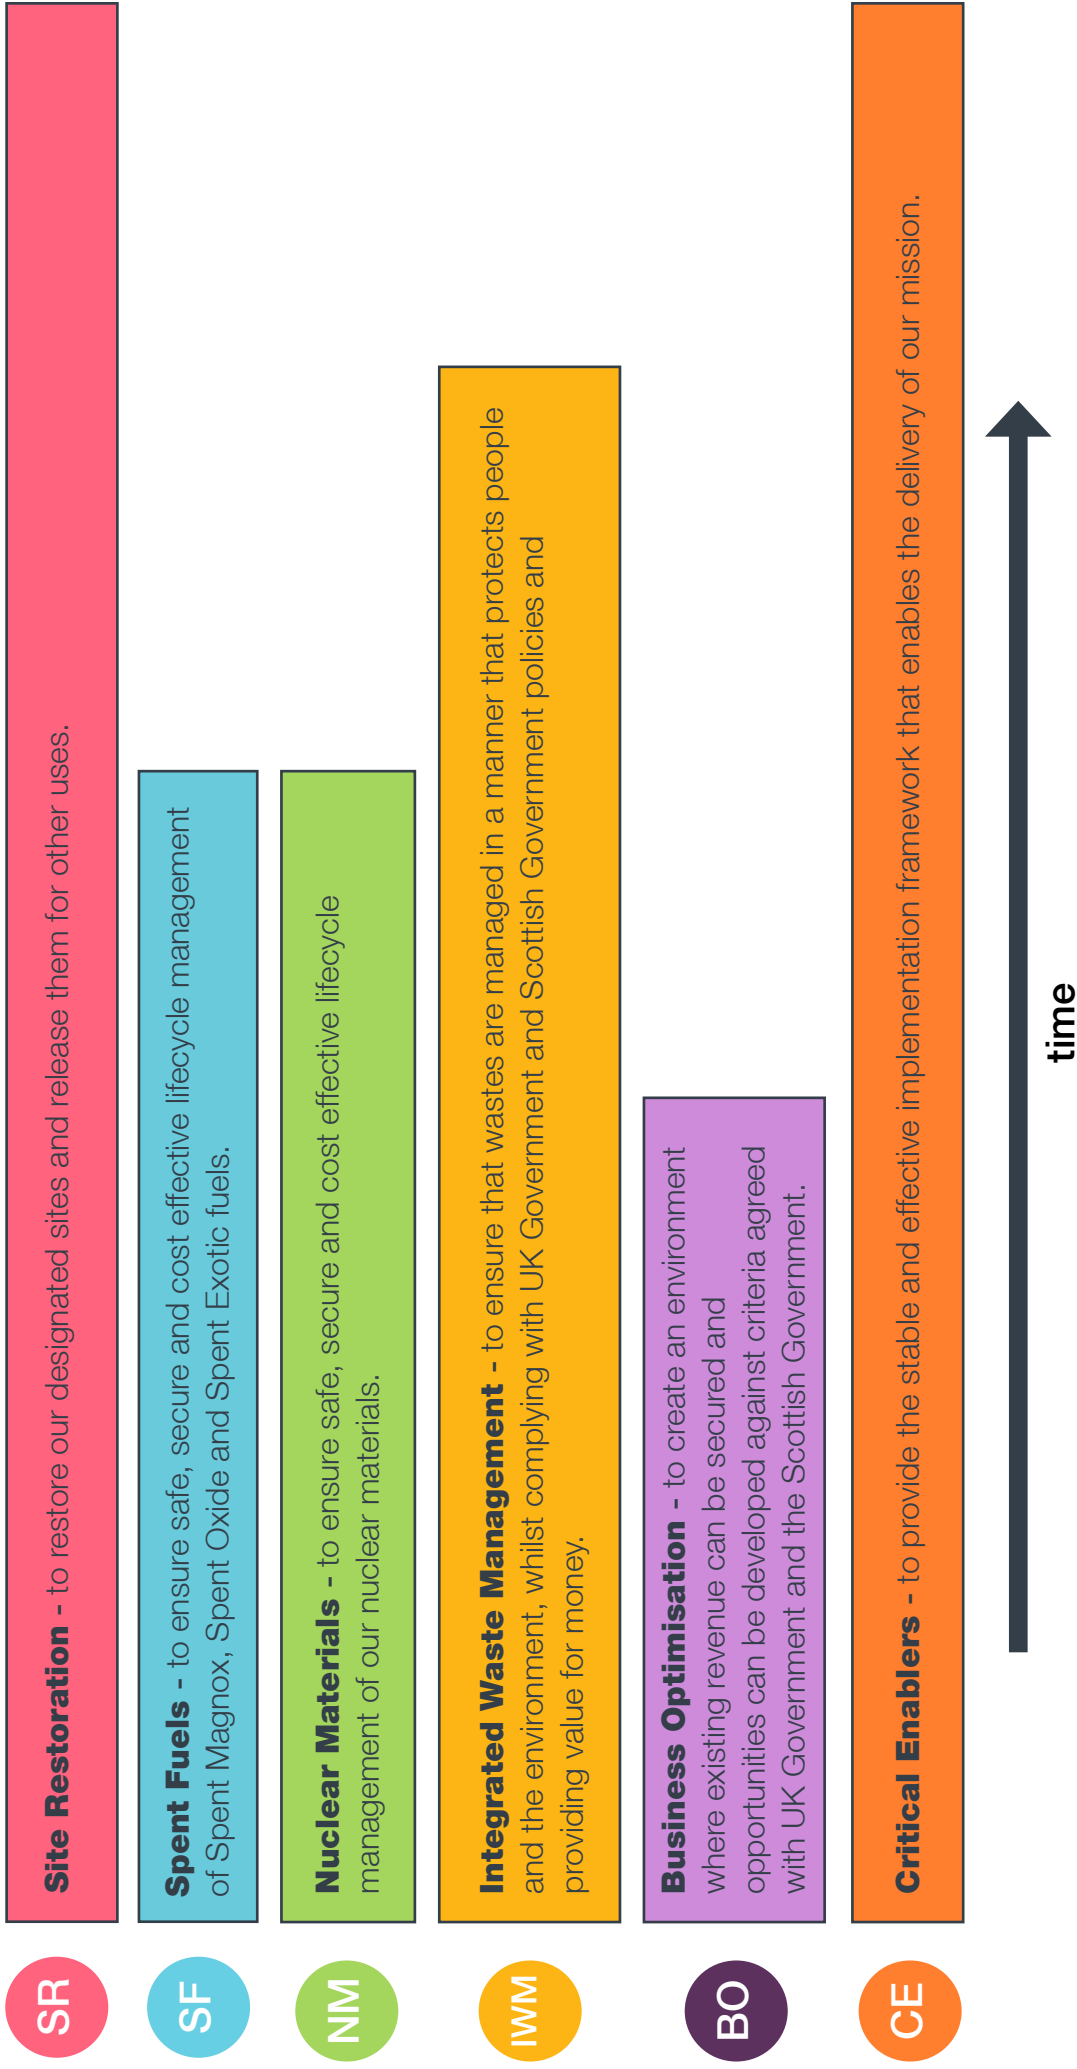 SR
Site Restoration - to restore our designated sites and release them for other uses.
SF
Spent Fuels - to ensure safe, secure and cost effective lifecycle management
of Spent Magnox, Spent Oxide and Spent Exotic fuels.
NM
Nuclear Materials - to ensure safe, secure and cost effective lifecycle
management of our nuclear materials.
IWM
Integrated Waste Management - to ensure that wastes are managed in a manner that protects people
and the environment, whilst complying with UK Government and Scottish Government policies and
providing value for money.
BO
Business Optimisation - to create an environment
where existing revenue can be secured and
opportunities can be developed against criteria agreed
with UK Government and the Scottish Government.
CE
Critical Enablers - to provide the stable and effective implementation framework that enables the delivery of our mission.
time